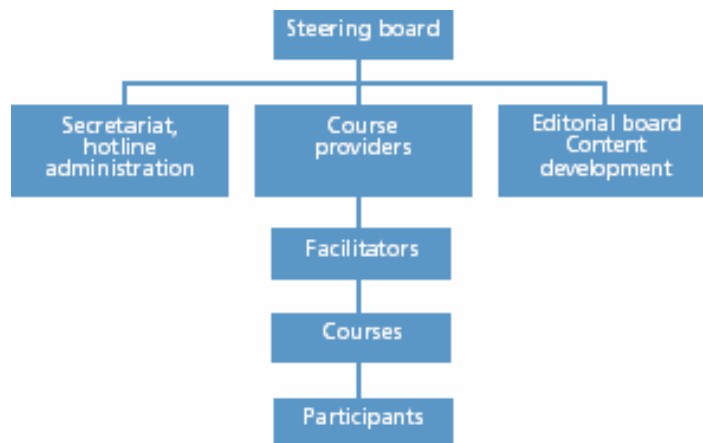 Steering board
Secretariat,
hotline
administration
Course
providers
Editorial board
Content
development
Facilitators
Courses
Participants